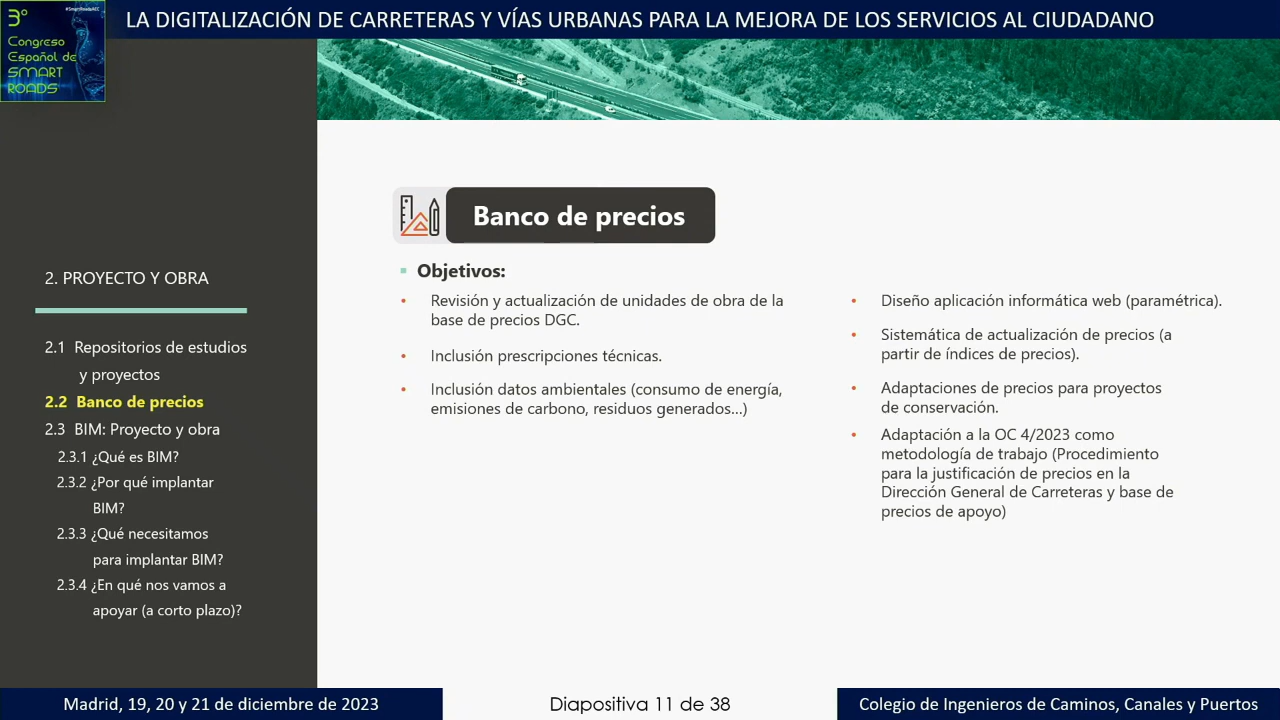 3º
#SmartRoadsAEC
Congreso
Español de
SMART
ROADS
LA DIGITALIZACIÓN DE CARRETERAS Y VÍAS URBANAS PARA LA MEJORA DE LOS SERVICIOS AL CIUDADANO
2. PROYECTO Y OBRA
2.1 Repositorios de estudios
y proyectos
2.2 Banco de precios
2.3 BIM: Proyecto y obra
2.3.1 ¿Qué es BIM?
2.3.2 ¿Por qué implantar
BIM?
2.3.3 ¿Qué necesitamos
para implantar BIM?
2.3.4 ¿En qué nos vamos a
apoyar (a corto plazo)?
Banco de precios
Objetivos:
• Revisión y actualización de unidades de obra de la
base de precios DGC.
• Inclusión prescripciones técnicas.
• Inclusión datos ambientales (consumo de energía,
emisiones de carbono, residuos generados...)
• Diseño aplicación informática web (paramétrica).
• Sistemática de actualización de precios (a
partir de índices de precios).
• Adaptaciones de precios para proyectos
de conservación.
• Adaptación a la OC 4/2023 como
metodología de trabajo (Procedimiento
para la justificación de precios en la
Dirección General de Carreteras y base de
precios de apoyo)
Madrid, 19, 20 y 21 de diciembre de 2023
Diapositiva 11 de 38
Colegio de Ingenieros de Caminos, Canales y Puertos